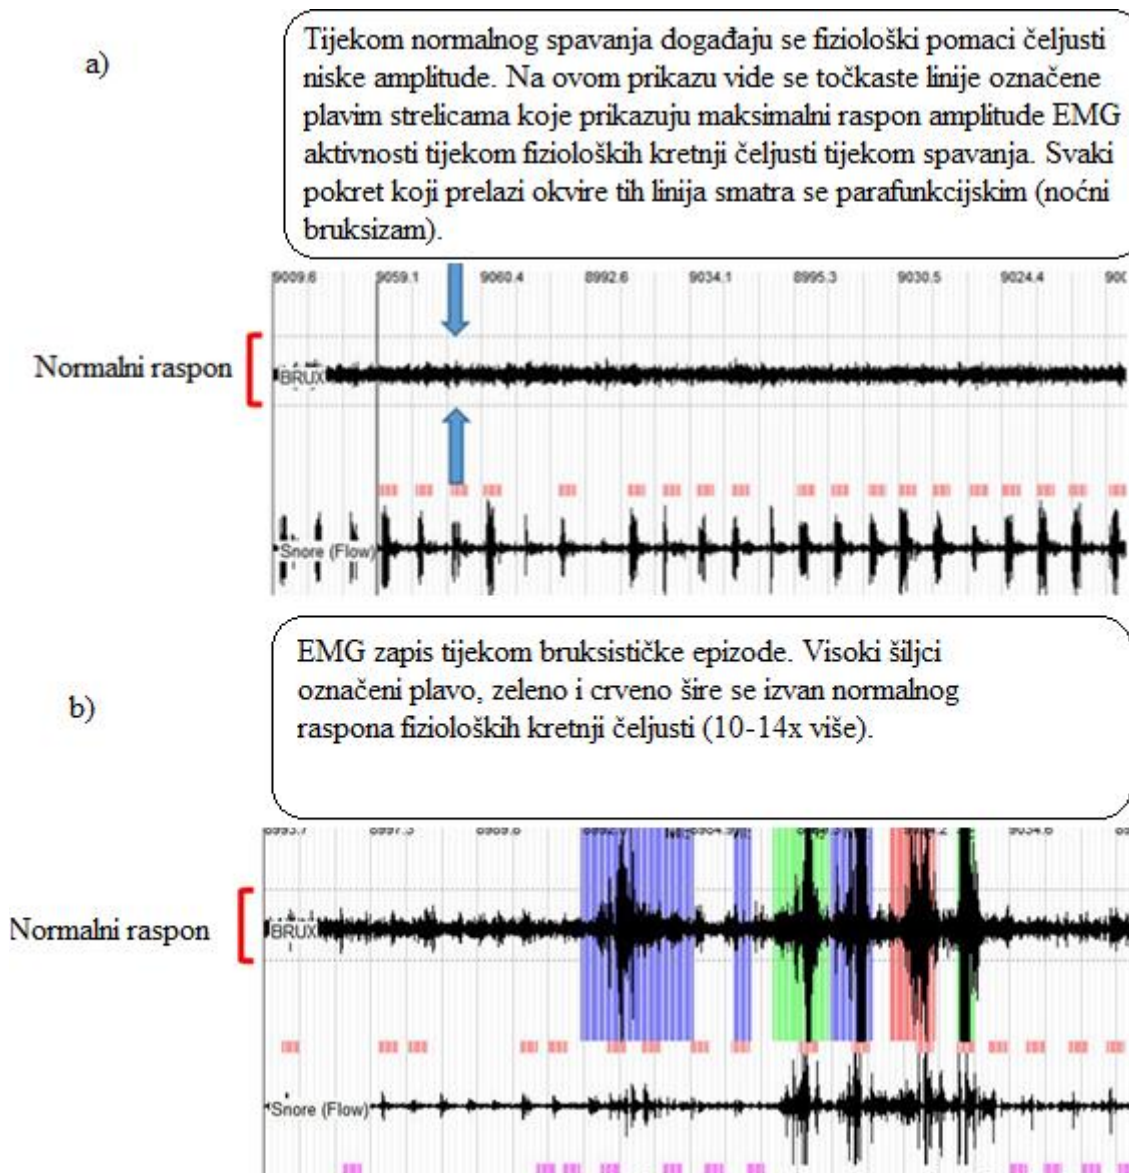 a)
Tijekom normalnog spavanja događaju se fiziološki pomaci čeljusti
niske amplitude. Na ovom prikazu vide se točkaste linije označene
plavim strelicama koje prikazuju maksimalni raspon amplitude EMG
aktivnosti tijekom fizioloških kretnji čeljusti tijekom spavanja. Svaki
pokret koji prelazi okvire tih linija smatra se parafunkcijskim (noćni
bruksizam).
9009.6 9059.1 9060.4 8992.6 9034.1 8995.3 9030.5 9024.4
Normalni raspon
BRUX
Snore (Flow)
b)
EMG zapis tijekom bruksističke epizode. Visoki šiljci
označeni plavo, zeleno i crveno šire se izvan normalnog
raspona fizioloških kretnji čeljusti (10-14x više).
Normalni raspon
BRUX
Snore (Flow)